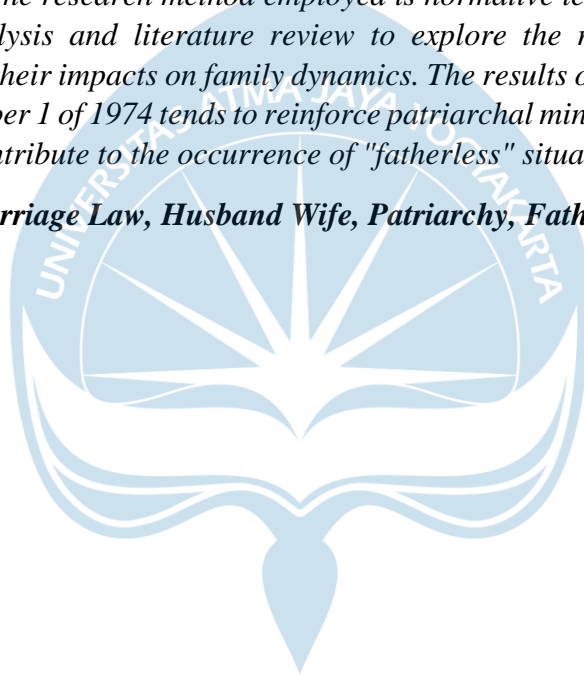 he research method employed is normative le
lysis and literature review to explore the r
heir impacts on family dynamics. The results o
ber 1 of 1974 tends to reinforce patriarchal min
ntribute to the occurrence of "fatherless" situa
rriage Law, Husband Wife, Patriarchy, Fath
UNIVERSITAS ATMA JAYA YOGYAKARTA